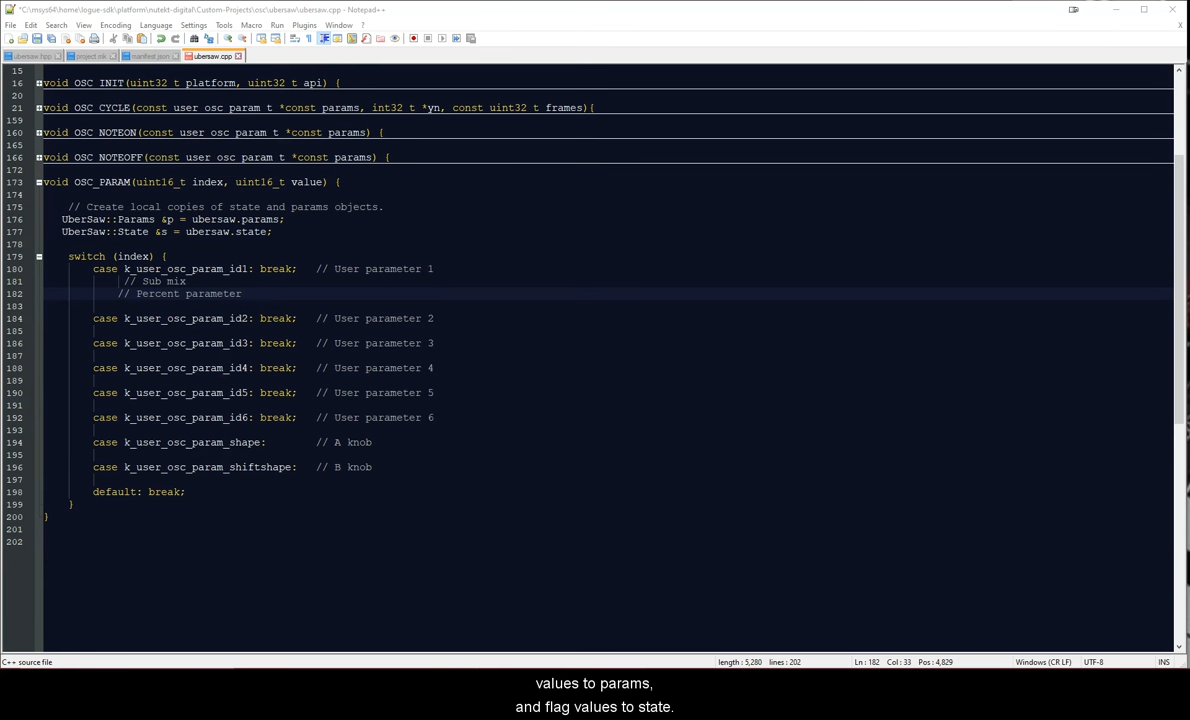 *C:\msys64\home\logue-sdk\platform\nutekt-digital\Custom-Projects\osc\ubersaw\ubersaw.cpp - Notepad++
File Edit Search View Encoding Language Settings Tools Macro Run Plugins Window ? X
ubersaw.hpp project.mk manifest.json ubersaw.cpp
15
16 void OSC_INIT(uint32_t platform, uint32_t api) {
20
21 void OSC_CYCLE(const user_osc_param_t *const params, int32_t *yn, const uint32_t frames){
159
160 void OSC_NOTEON(const user_osc_param_t *const params) {
165
166 void OSC_NOTEOFF(const user_osc_param_t *const params) {
172
173 void OSC_PARAM(uint16_t index, uint16_t value) {
174
175 // Create local copies of state and params objects.
176 UberSaw::Params &p = ubersaw.params;
177 UberSaw::State &s = ubersaw.state;
178
179 switch (index) {
180 case k_user_osc_param_id1: break; // User parameter 1
181 // Sub mix
182 // Percent parameter
183
184 case k_user_osc_param_id2: break; // User parameter 2
185
186 case k_user_osc_param_id3: break; // User parameter 3
187
188 case k_user_osc_param_id4: break; // User parameter 4
189
190 case k_user_osc_param_id5: break; // User parameter 5
191
192 case k_user_osc_param_id6: break; // User parameter 6
193
194 case k_user_osc_param_shape: // A knob
195
196 case k_user_osc_param_shiftshape: // B knob
197
198 default: break;
199 }
200 }
201
202
C++ source file length : 5,280 lines : 202 Ln : 182 Col : 33 Pos : 4,829 Windows (CR LF) UTF-8 INS
values to params,
and flag values to state.